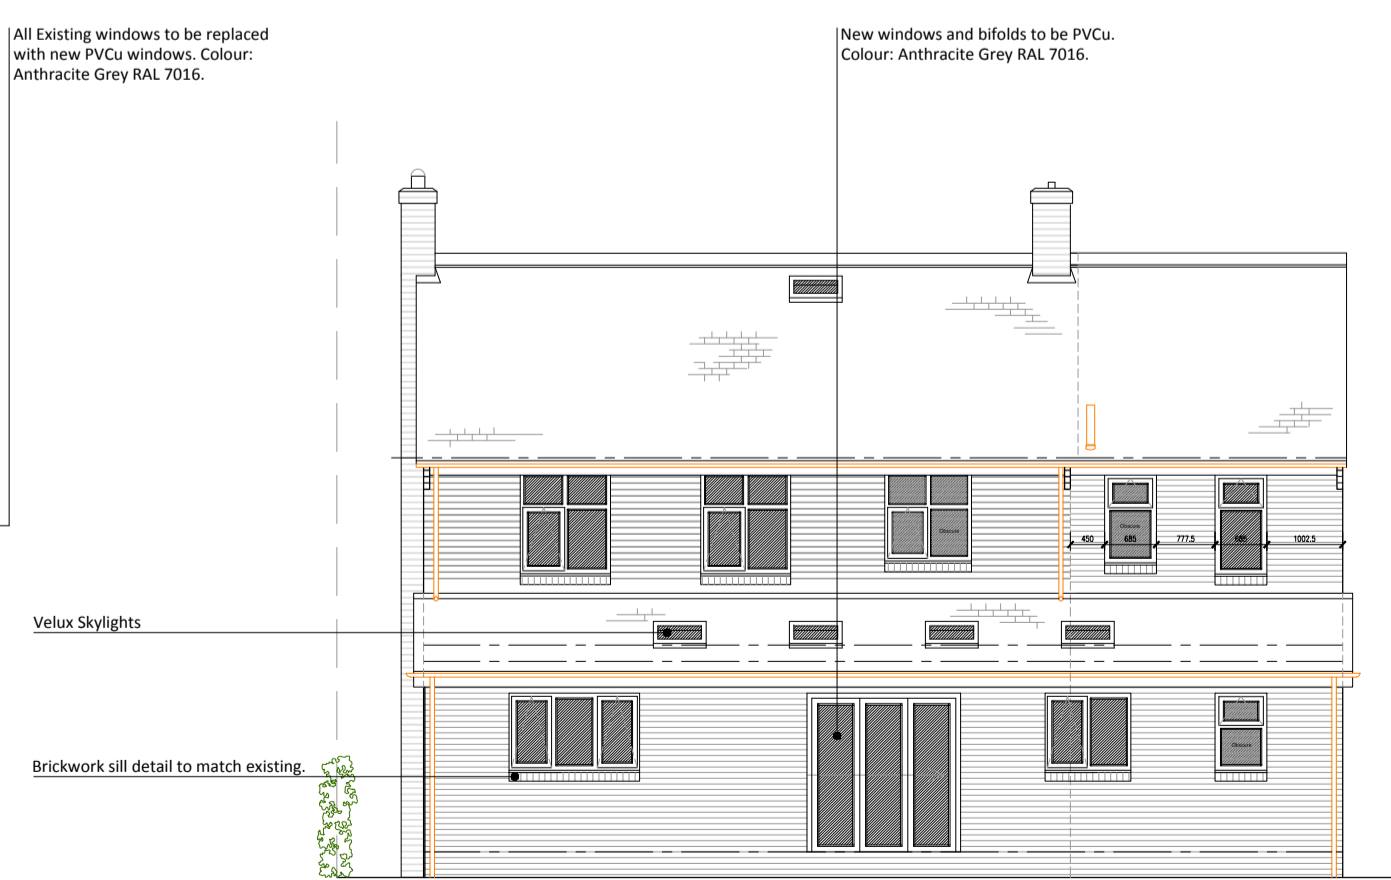 All Existing windows to be replaced
with new PVCu windows. Colour:
Anthracite Grey RAL 7016.
New windows and bifolds to be PVCu.
Colour: Anthracite Grey RAL 7016.
Obscure
Obscure
450
685
777.5
685
1002.5
Velux Skylights
Obscure
Brickwork sill detail to match existing.